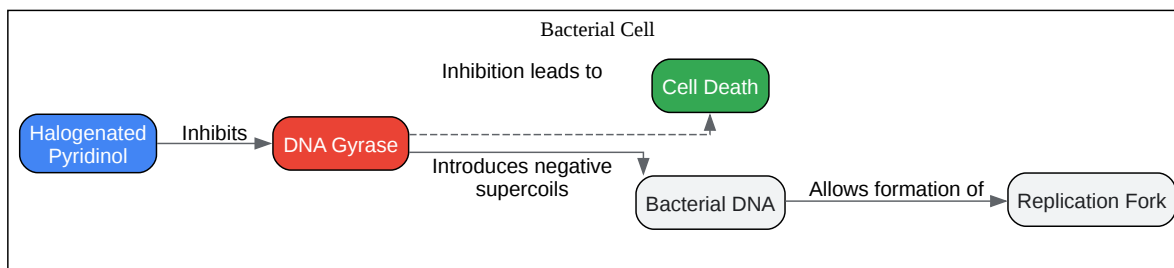 Bacterial Cell
Inhibition leads to
Cell Death
Halogenated
Pyridinol
Inhibits
DNA Gyrase
Introduces negative
supercoils
Bacterial DNA
Allows formation of
Replication Fork